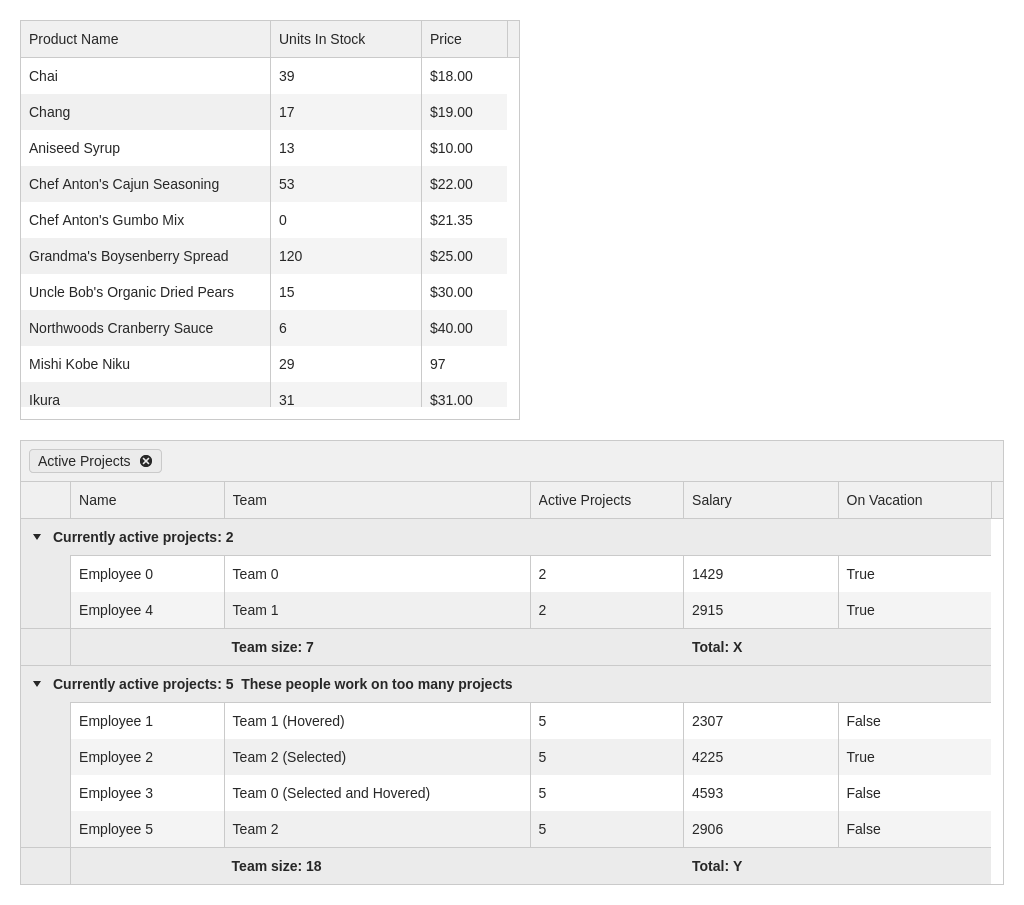 Product Name Units In Stock Price
Chai 39 $18.00
Chang 17 $19.00
Aniseed Syrup 13 $10.00
Chef Anton's Cajun Seasoning 53 $22.00
Chef Anton's Gumbo Mix 0 $21.35
Grandma's Boysenberry Spread 120 $25.00
Uncle Bob's Organic Dried Pears 15 $30.00
Northwoods Cranberry Sauce 6 $40.00
Mishi Kobe Niku 29 97
Ikura 31 $31.00
Active Projects
Name Team Active Projects Salary On Vacation
Currently active projects: 2
Employee 0 Team 0 2 1429 True
Employee 4 Team 1 2 2915 True
Team size: 7 Total: X
Currently active projects: 5 These people work on too many projects
Employee 1 Team 1 (Hovered) 5 2307 False
Employee 2 Team 2 (Selected) 5 4225 True
Employee 3 Team 0 (Selected and Hovered) 5 4593 False
Employee 5 Team 2 5 2906 False
Team size: 18 Total: Y